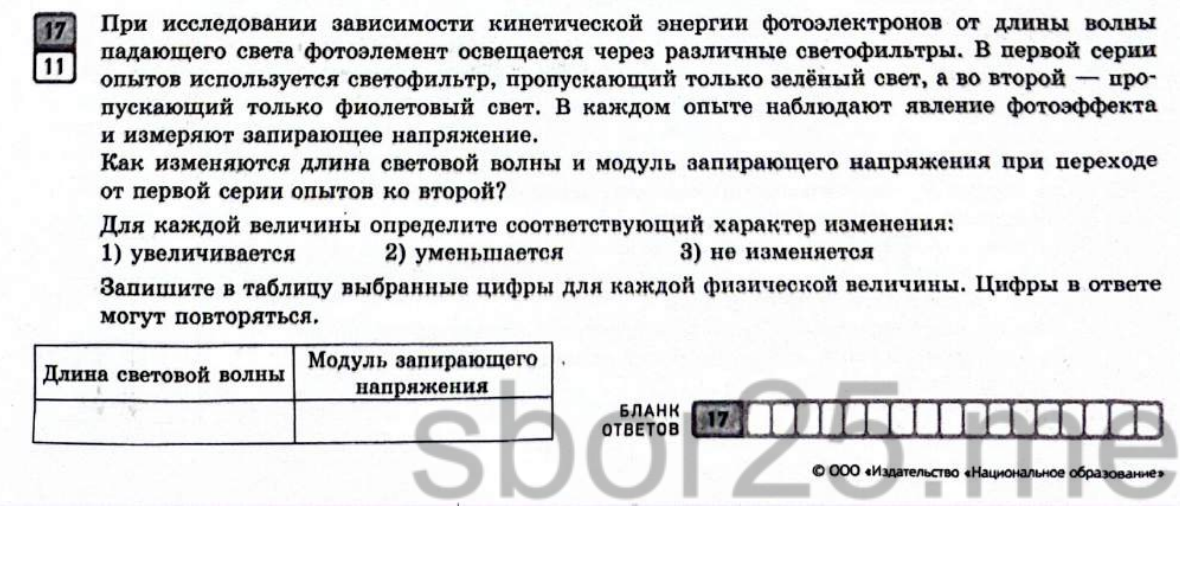 17
11
При исследовании зависимости кинетической энергии фотоэлектронов от длины волны
падающего света фотоэлемент освещается через различные светофильтры. В первой серии
опытов используется светофильтр, пропускающий только зелёный свет, а во второй — про-
пускающий только фиолетовый свет. В каждом опыте наблюдают явление фотоэффекта
и измеряют запирающее напряжение.
Как изменяются длина световой волны и модуль запирающего напряжения при переходе
от первой серии опытов ко второй?
Для каждой величины определите соответствующий характер изменения:
1) увеличивается 2) уменьшается 3) не изменяется
Запишите в таблицу выбранные цифры для каждой физической величины. Цифры в ответе
могут повторяться.
Длина световой волны
Модуль запирающего
напряжения
БЛАНК
ОТВЕТОВ
17
© ООО «Издательство «Национальное образование»
sbor25.me